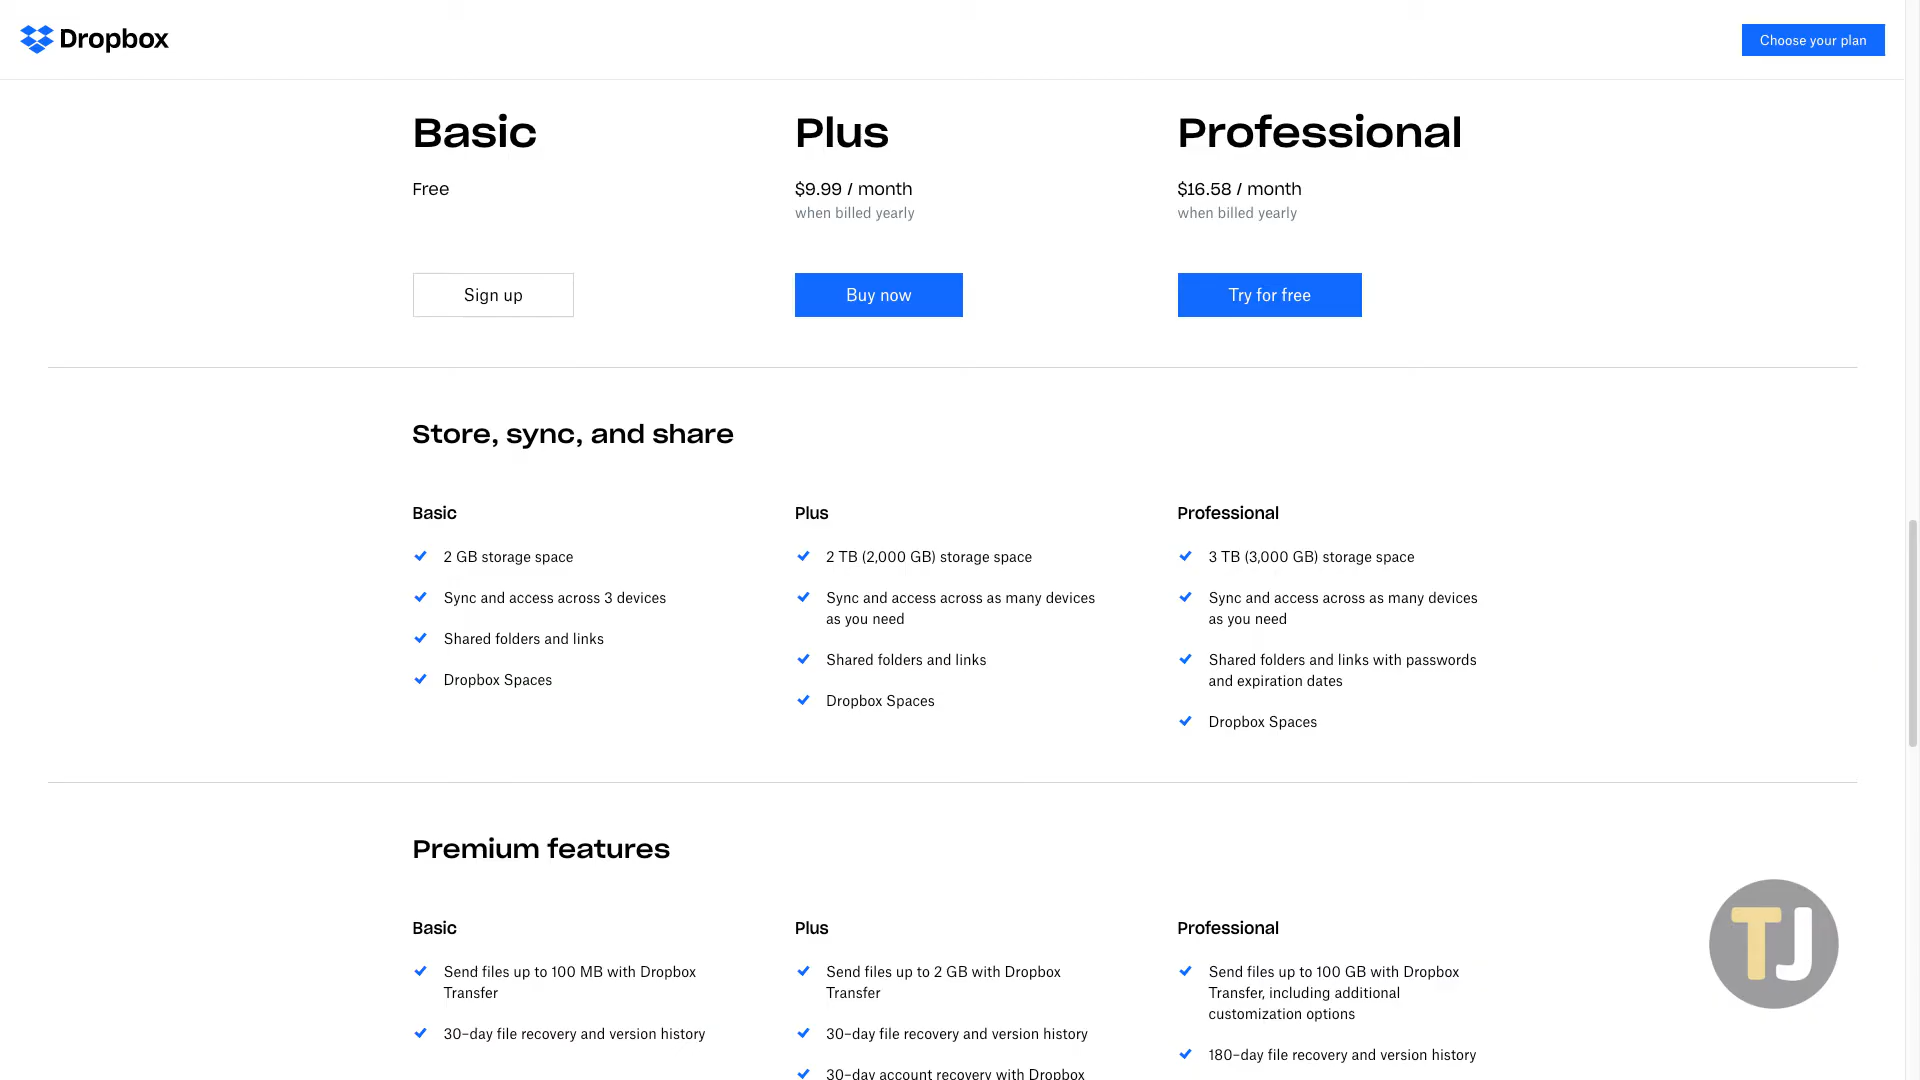 Dropbox
Choose your plan
Basic
Plus
Professional
Free
$9.99 / month
$16.58 / month
when billed yearly
when billed yearly
Sign up
Buy now
Try for free
Store, sync, and share
Basic
2 GB storage space
Sync and access across 3 devices
Shared folders and links
Dropbox Spaces
Plus
2 TB (2,000 GB) storage space
Sync and access across as many devices
as you need
Shared folders and links
Dropbox Spaces
Professional
3 TB (3,000 GB) storage space
Sync and access across as many devices
as you need
Shared folders and links with passwords
and expiration dates
Dropbox Spaces
Premium features
Basic
Send files up to 100 MB with Dropbox
Transfer
30-day file recovery and version history
Plus
Send files up to 2 GB with Dropbox
Transfer
30-day file recovery and version history
30-day account recovery with Dropbox
Professional
Send files up to 100 GB with Dropbox
Transfer, including additional
customization options
180-day file recovery and version history
TJ